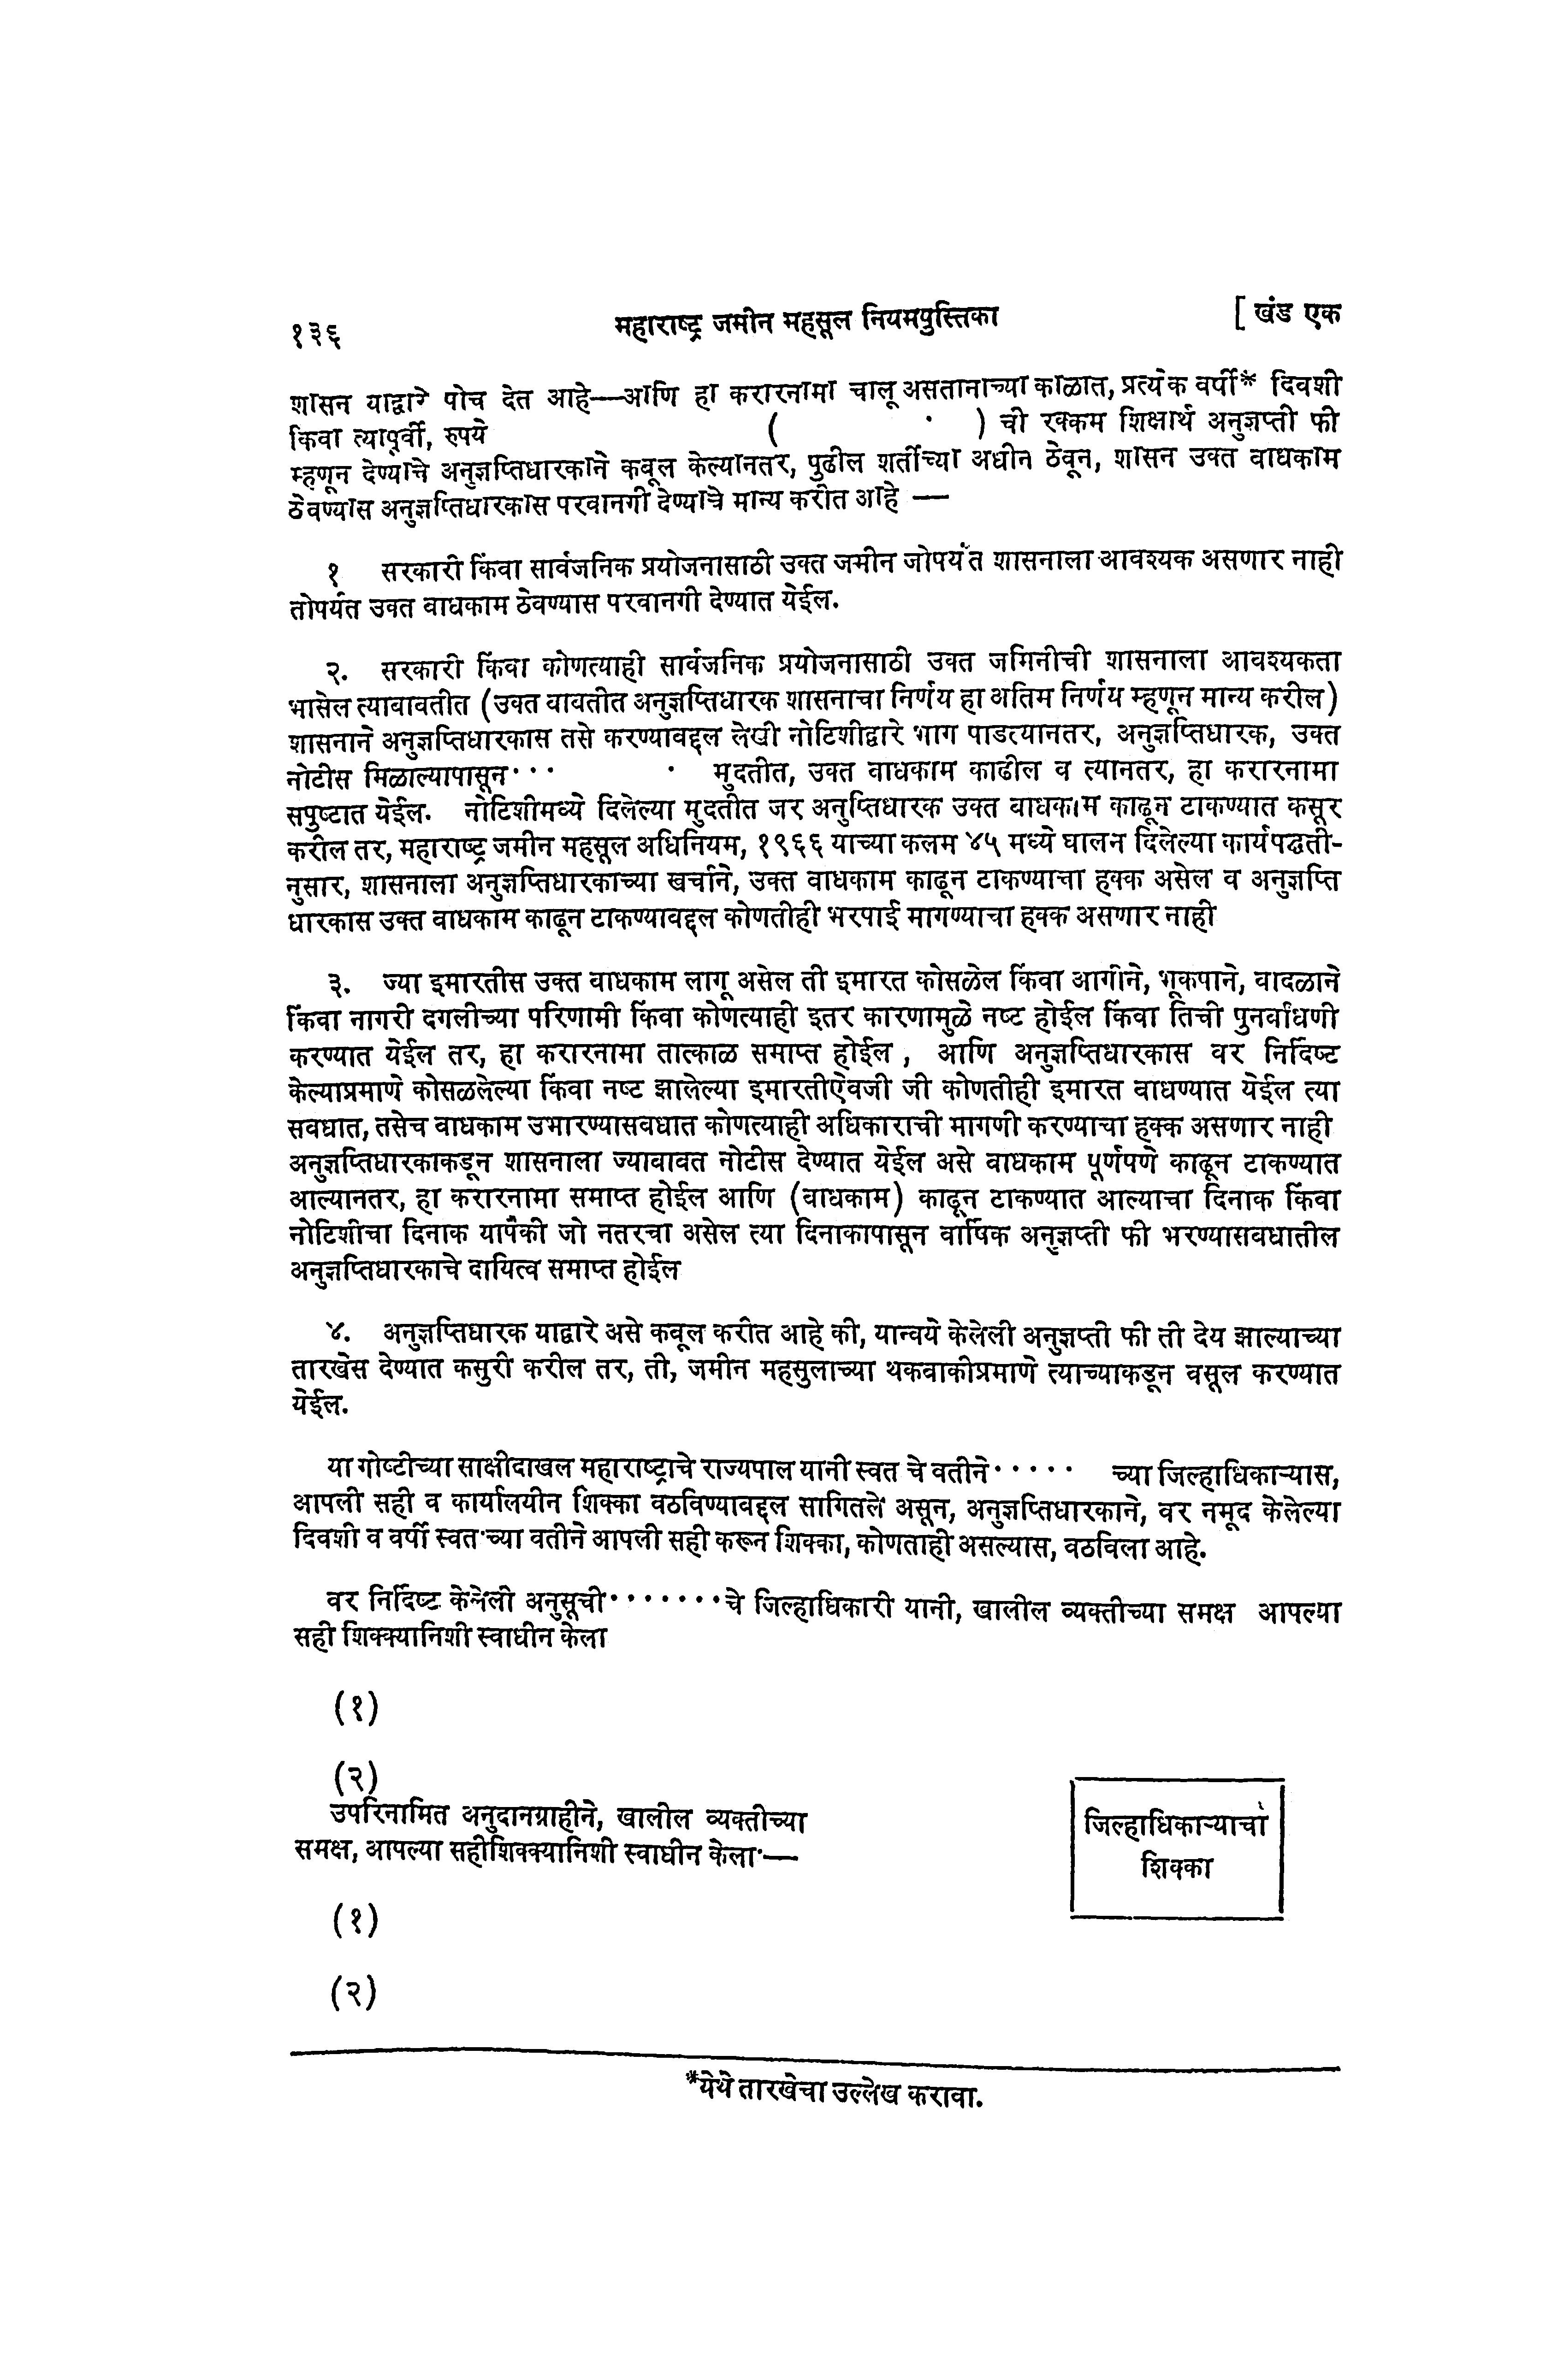 १३६ महाराष्ट्र जमीन महसूल नियमपुस्तिका [ खंड एक
शासन याद्वारे पोच देत आहे—आणि हा करारनामा चालू असतानाच्या काळात, प्रत्येक वर्षी* दिवशी
किवा त्यापूर्वी, रुपये ( ) ची रक्कम शिक्षार्थ अनुज्ञप्ती फी
म्हणून देण्याचे अनुज्ञप्तिधारकाने कबूल केल्यानतर, पुढील शर्तीच्या अधीन ठेवून, शासन उक्त वाधकाम
ठेवण्यास अनुज्ञप्तिधारकास परवानगी देण्याचे मान्य करीत आहे —
१ सरकारी किंवा सार्वजनिक प्रयोजनासाठी उक्त जमीन जोपर्यंत शासनाला आवश्यक असणार नाही
तोपर्यंत उक्त वाधकाम ठेवण्यास परवानगी देण्यात येईल.
२. सरकारी किंवा कोणत्याही सार्वजनिक प्रयोजनासाठी उक्त जमिनीची शासनाला आवश्यकता
भासेल त्याबाबतीत (उक्त बाबतीत अनुज्ञप्तिधारक शासनाचा निर्णय हा अतिम निर्णय म्हणून मान्य करील)
शासनाने अनुज्ञप्तिधारकास तसे करण्याबद्दल लेखी नोटिशीद्वारे भाग पाडत्यानतर, अनुज्ञप्तिधारक, उक्त
नोटीस मिळाल्यापासून··· · मुदतीत, उक्त वाधकाम काढील व त्यानतर, हा करारनामा
सपुष्टात येईल. नोटिशीमध्ये दिलेल्या मुदतीत जर अनुप्तिधारक उक्त वाधकाम काढून टाकण्यात कसूर
करील तर, महाराष्ट्र जमीन महसूल अधिनियम, १९६६ याच्या कलम ४५ मध्ये घालन दिलेल्या कार्यपद्धती-
नुसार, शासनाला अनुज्ञप्तिधारकाच्या खर्चाने, उक्त वाधकाम काढून टाकण्याचा हक्क असेल व अनुज्ञप्ति
धारकास उक्त वाधकाम काढून टाकण्याबद्दल कोणतीही भरपाई मागण्याचा हक्क असणार नाही
३. ज्या इमारतीस उक्त वाधकाम लागू असेल ती इमारत कोसळेल किंवा आगीने, भूकपाने, वादळाने
किंवा नागरी दगलीच्या परिणामी किंवा कोणत्याही इतर कारणामुळे नष्ट होईल किंवा तिची पुनर्बांधणी
करण्यात येईल तर, हा करारनामा तात्काळ समाप्त होईल, आणि अनुज्ञप्तिधारकास वर निर्दिष्ट
केल्याप्रमाणे कोसळलेल्या किंवा नष्ट झालेल्या इमारतीऐवजी जी कोणतीही इमारत वाधण्यात येईल त्या
सवधात, तसेच वाधकाम उभारण्यासवधात कोणत्याही अधिकाराची मागणी करण्याचा हक्क असणार नाही
अनुज्ञप्तिधारकाकडून शासनाला ज्याबाबत नोटीस देण्यात येईल असे वाधकाम पूर्णपणे काढून टाकण्यात
आल्यानतर, हा करारनामा समाप्त होईल आणि (वाधकाम) काढून टाकण्यात आल्याचा दिनाक किंवा
नोटिशीचा दिनाक यापैकी जो नतरचा असेल त्या दिनाकापासून वार्षिक अनुज्ञप्ती फी भरण्यासवधातील
अनुज्ञप्तिधारकाचे दायित्व समाप्त होईल
४. अनुज्ञप्तिधारक याद्वारे असे कबूल करीत आहे की, यान्वये केलेली अनुज्ञप्ती फी ती देय झाल्याच्या
तारखेस देण्यात कसुरी करील तर, ती, जमीन महसुलाच्या थकबाकीप्रमाणे त्याच्याकडून वसूल करण्यात
येईल.
या गोष्टीच्या साक्षीदाखल महाराष्ट्राचे राज्यपाल यानी स्वत चे वतीने····· च्या जिल्हाधिकाऱ्यास,
आपली सही व कार्यालयीन शिक्का वठविण्याबद्दल सागितले असून, अनुज्ञप्तिधारकाने, वर नमूद केलेल्या
दिवशी व वर्षी स्वत·च्या वतीने आपली सही करून शिक्का, कोणताही असल्यास, वठविला आहे.
वर निर्दिष्ट केलेली अनुसूची·······चे जिल्हाधिकारी यानी, खालील व्यक्तीच्या समक्ष आपल्या
सही शिक्क्यानिशी स्वाधीन केला
(१)
(२)
उपरिनामित अनुदानग्राहीने, खालील व्यक्तीच्या
समक्ष, आपल्या सहीशिक्क्यानिशी स्वाधीन केला·—
जिल्हाधिकाऱ्याचा
शिक्का
(१)
(२)
*येथे तारखेचा उल्लेख करावा.